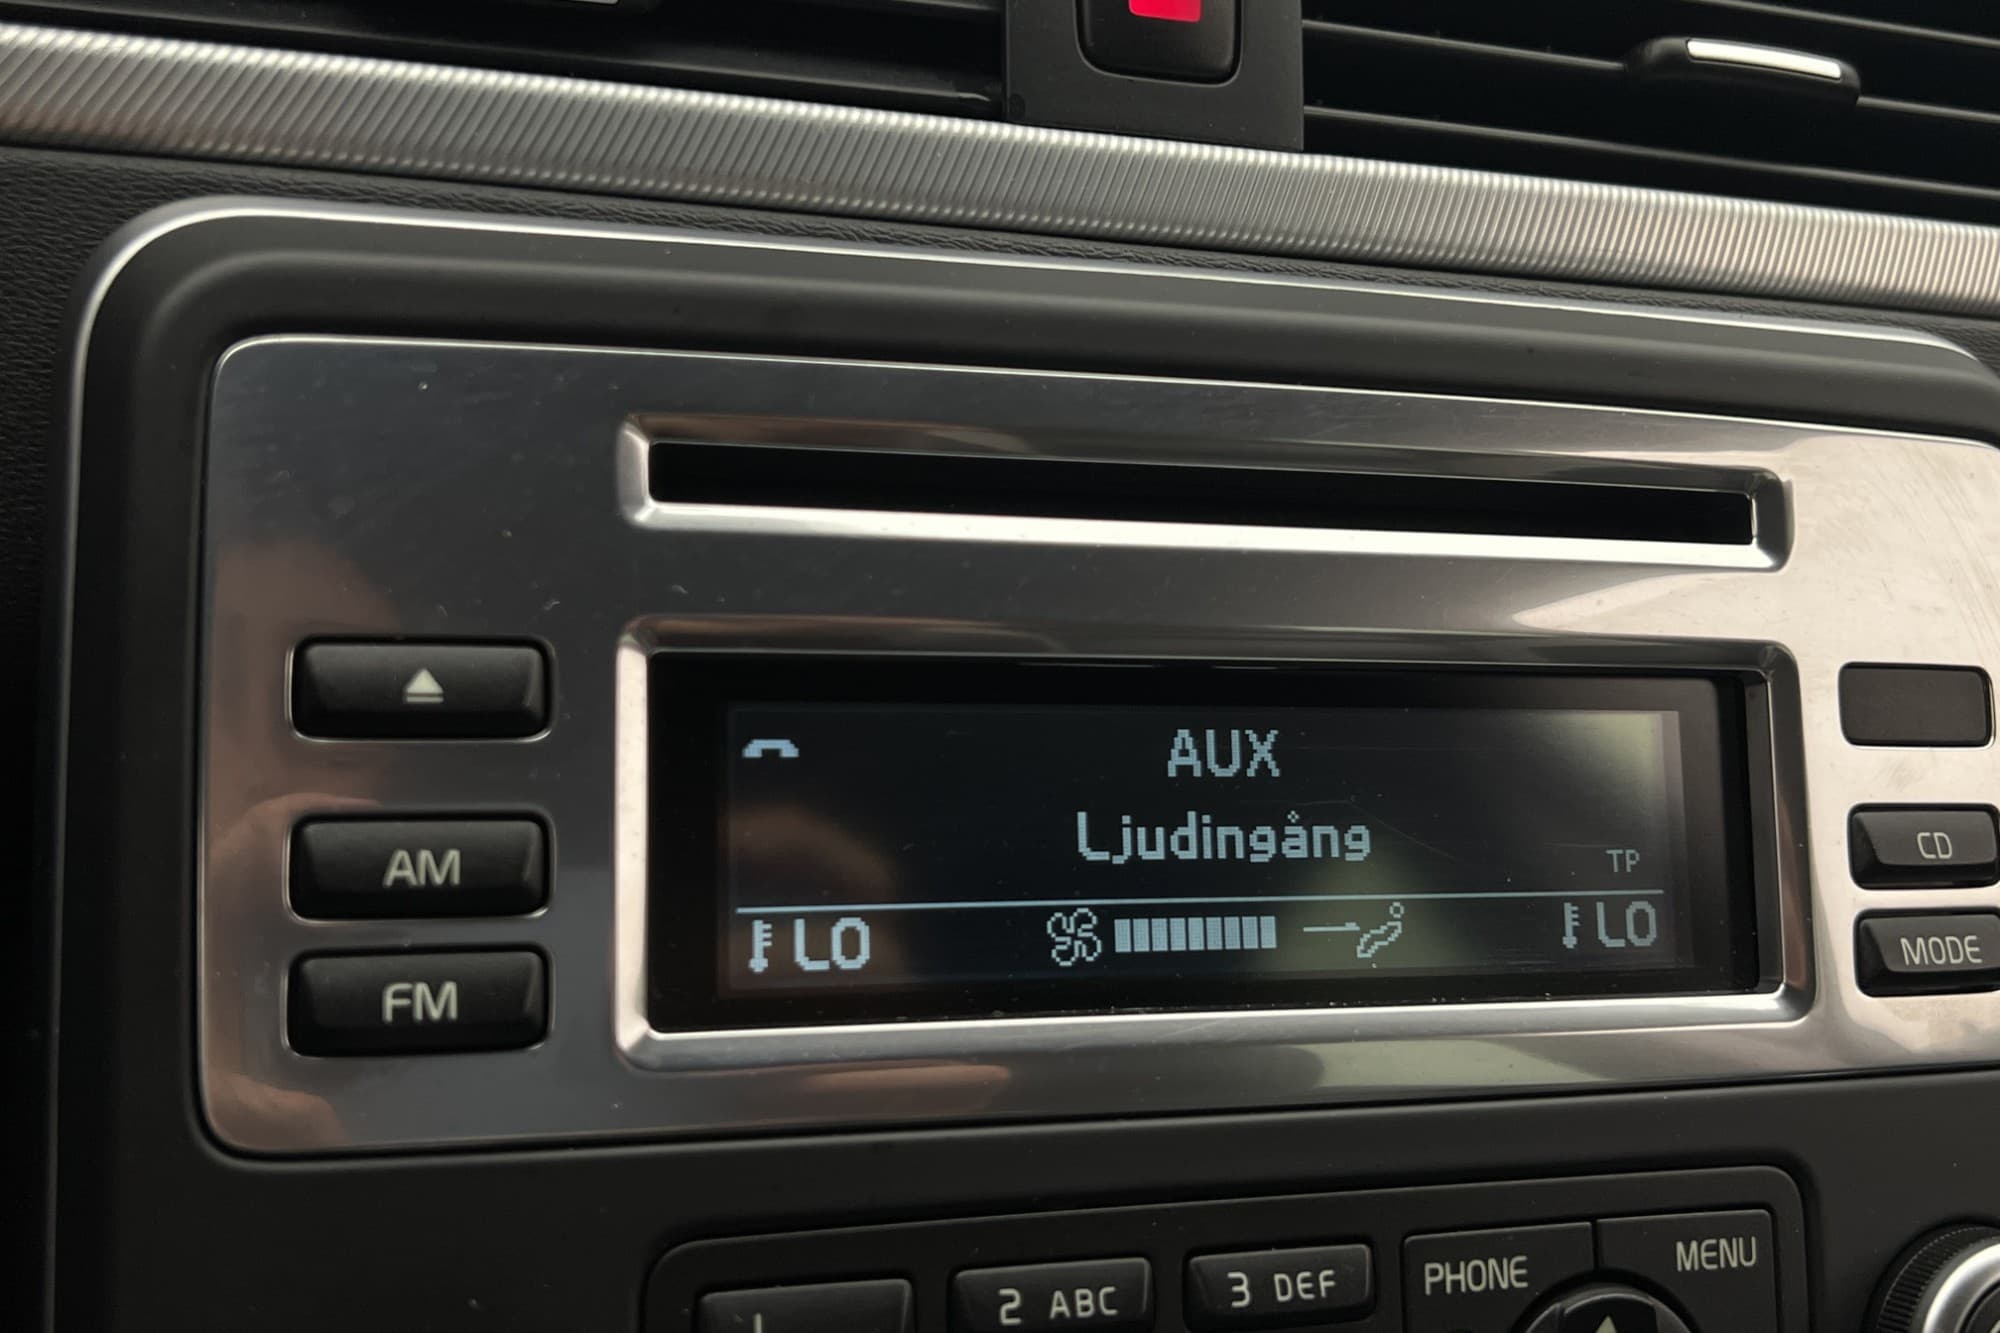 AUX
Ljudingång
TP
LO
LO
AM
FM
CD
MODE
2 ABC
3 DEF
PHONE
MENU